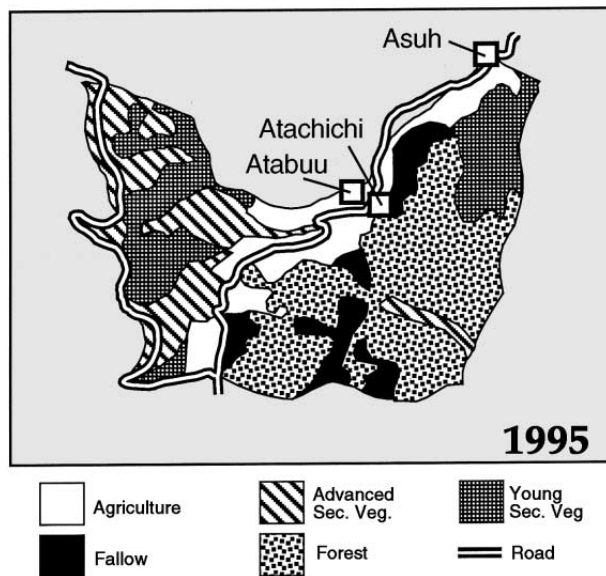 Asuh
Atachichi
Atabuu
1995
Agriculture
Advanced
Sec. Veg.
Young
Sec. Veg
Fallow
Forest
Road